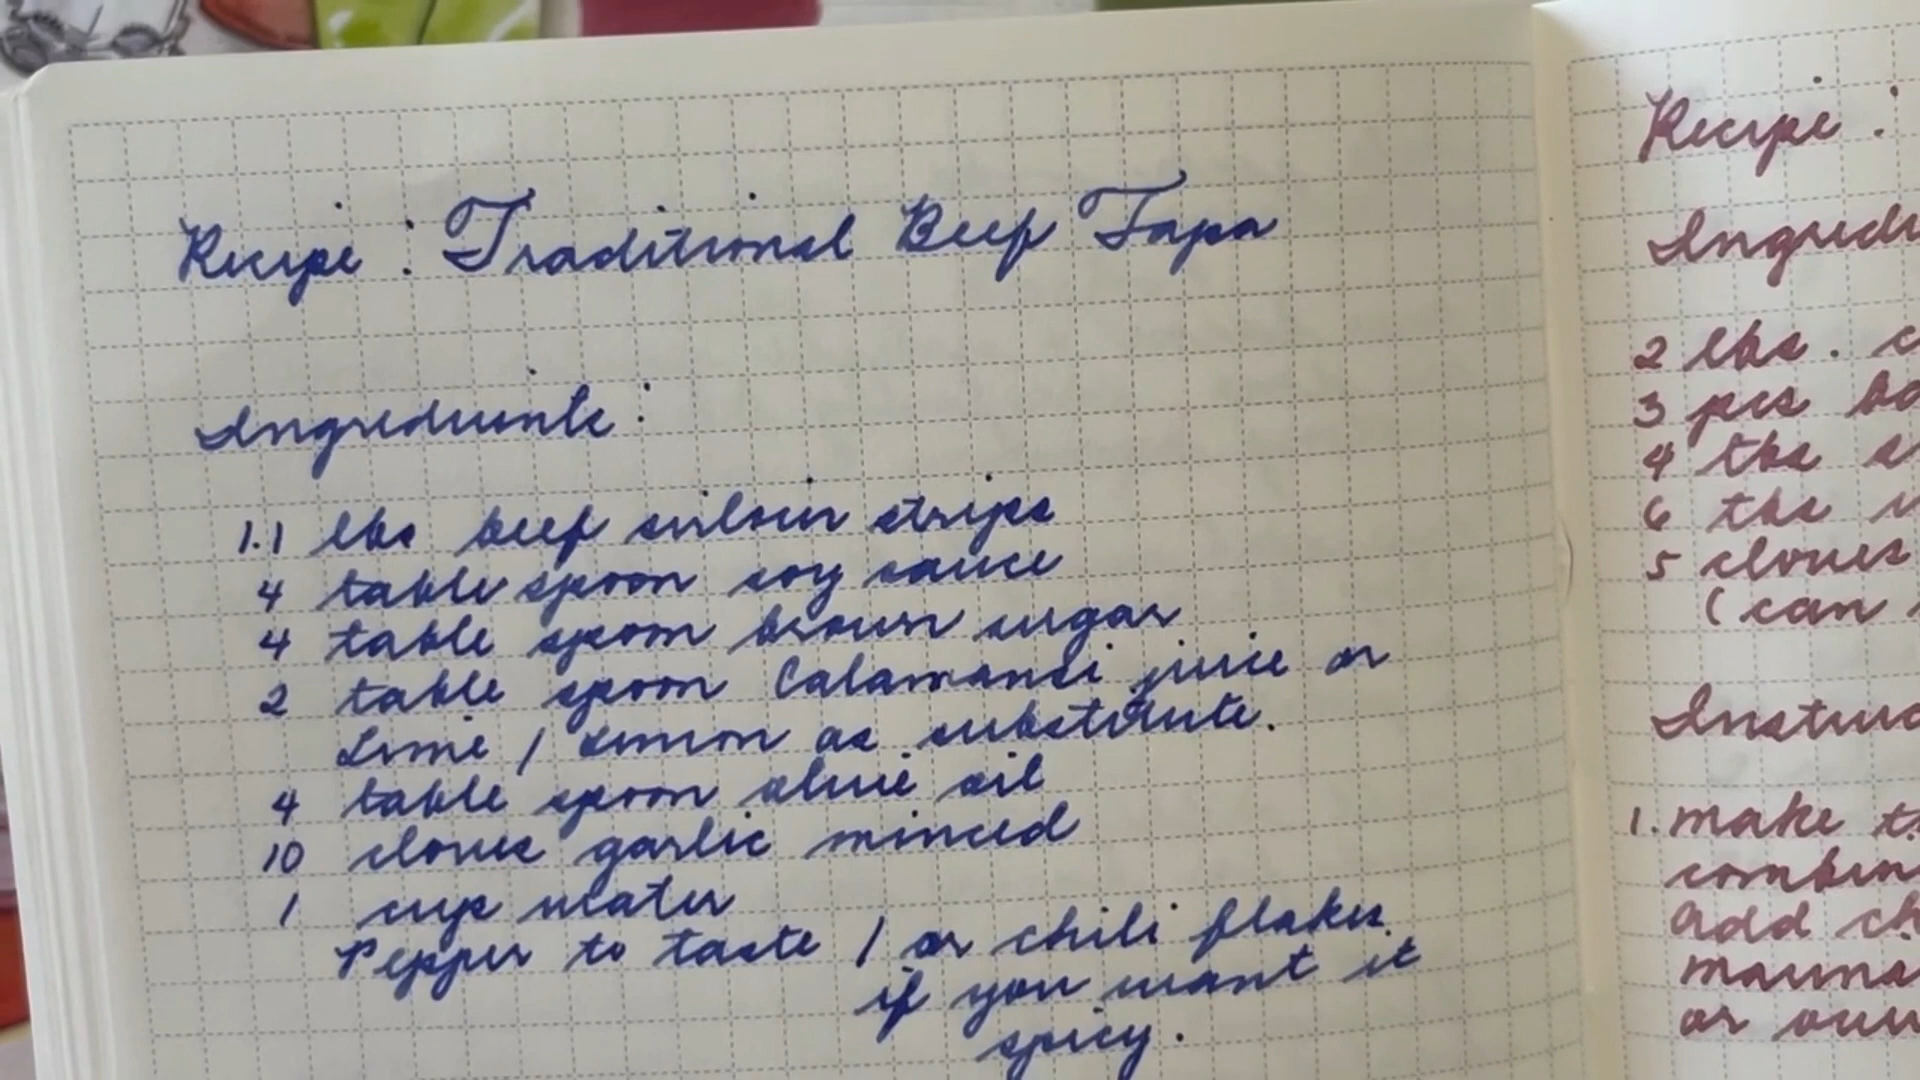 Recipe : Traditional Beef Tapa
Ingredients :
1.1 lbs beef sirloin strips
4 table spoon soy sauce
4 table spoon brown sugar
2 table spoon Calamansi juice or
Lime / Lemon as substitute.
4 table spoon olive oil
10 cloves garlic minced
1 cup water
Pepper to taste / or chili flakes
if you want it
spicy.
Recipe :
2 lbs.
3 pcs
4 tbs
6 tbs
5 cloves
( can
1. make
add
or